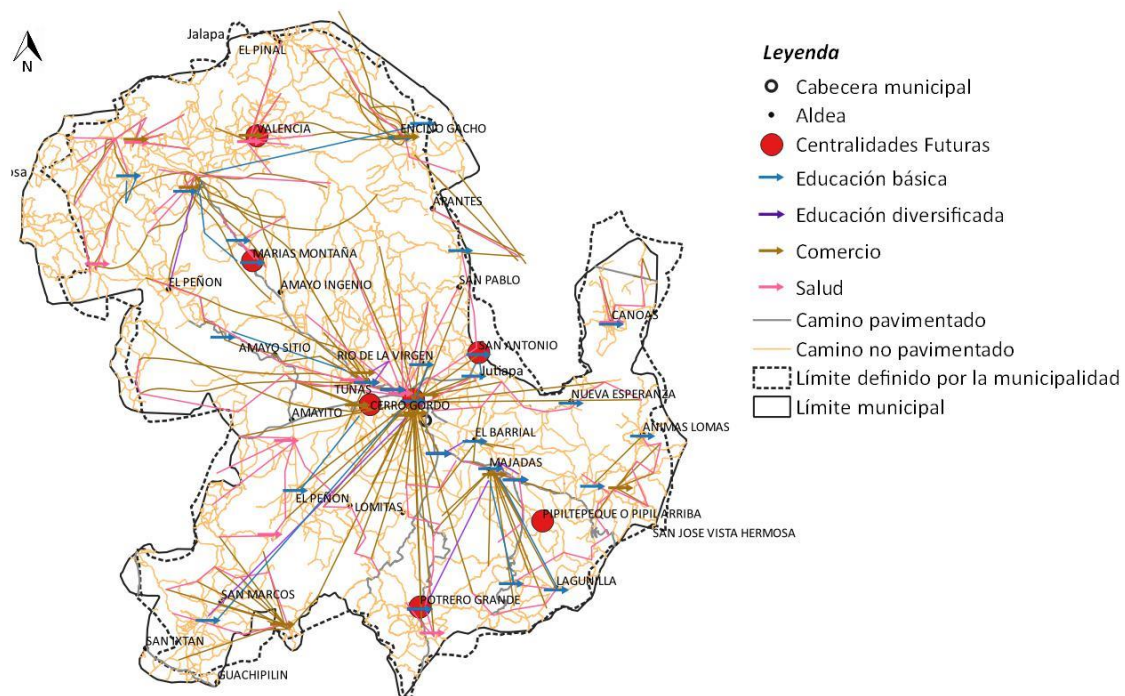 Jalapa
N
EL PINAL
VALENCIA
ENCINO GACHO
osa
ARANTES
MARIAS MONTAÑA
EL PEÑON
AMAYO INGENIO
SAN PABLO
CANOAS
AMAYO SITIO
RIO DE LA VIRGEN
SAN ANTONIO
Jutiapa
TUNAS
CERRO GORDO
NUEVA ESPERANZA
AMAYITO
EL BARRIAL
ANIMAS LOMAS
MAJADAS
EL PEÑON
LOMITAS
PIPILTEPEQUE O PIPIL ARRIBA
SAN JOSE VISTA HERMOSA
LAGUNILLA
SAN MARCOS
POTRERO GRANDE
SAN IXTAN
GUACHIPILIN
Leyenda
Cabecera municipal
Aldea
Centralidades Futuras
Educación básica
Educación diversificada
Comercio
Salud
Camino pavimentado
Camino no pavimentado
Límite definido por la municipalidad
Límite municipal